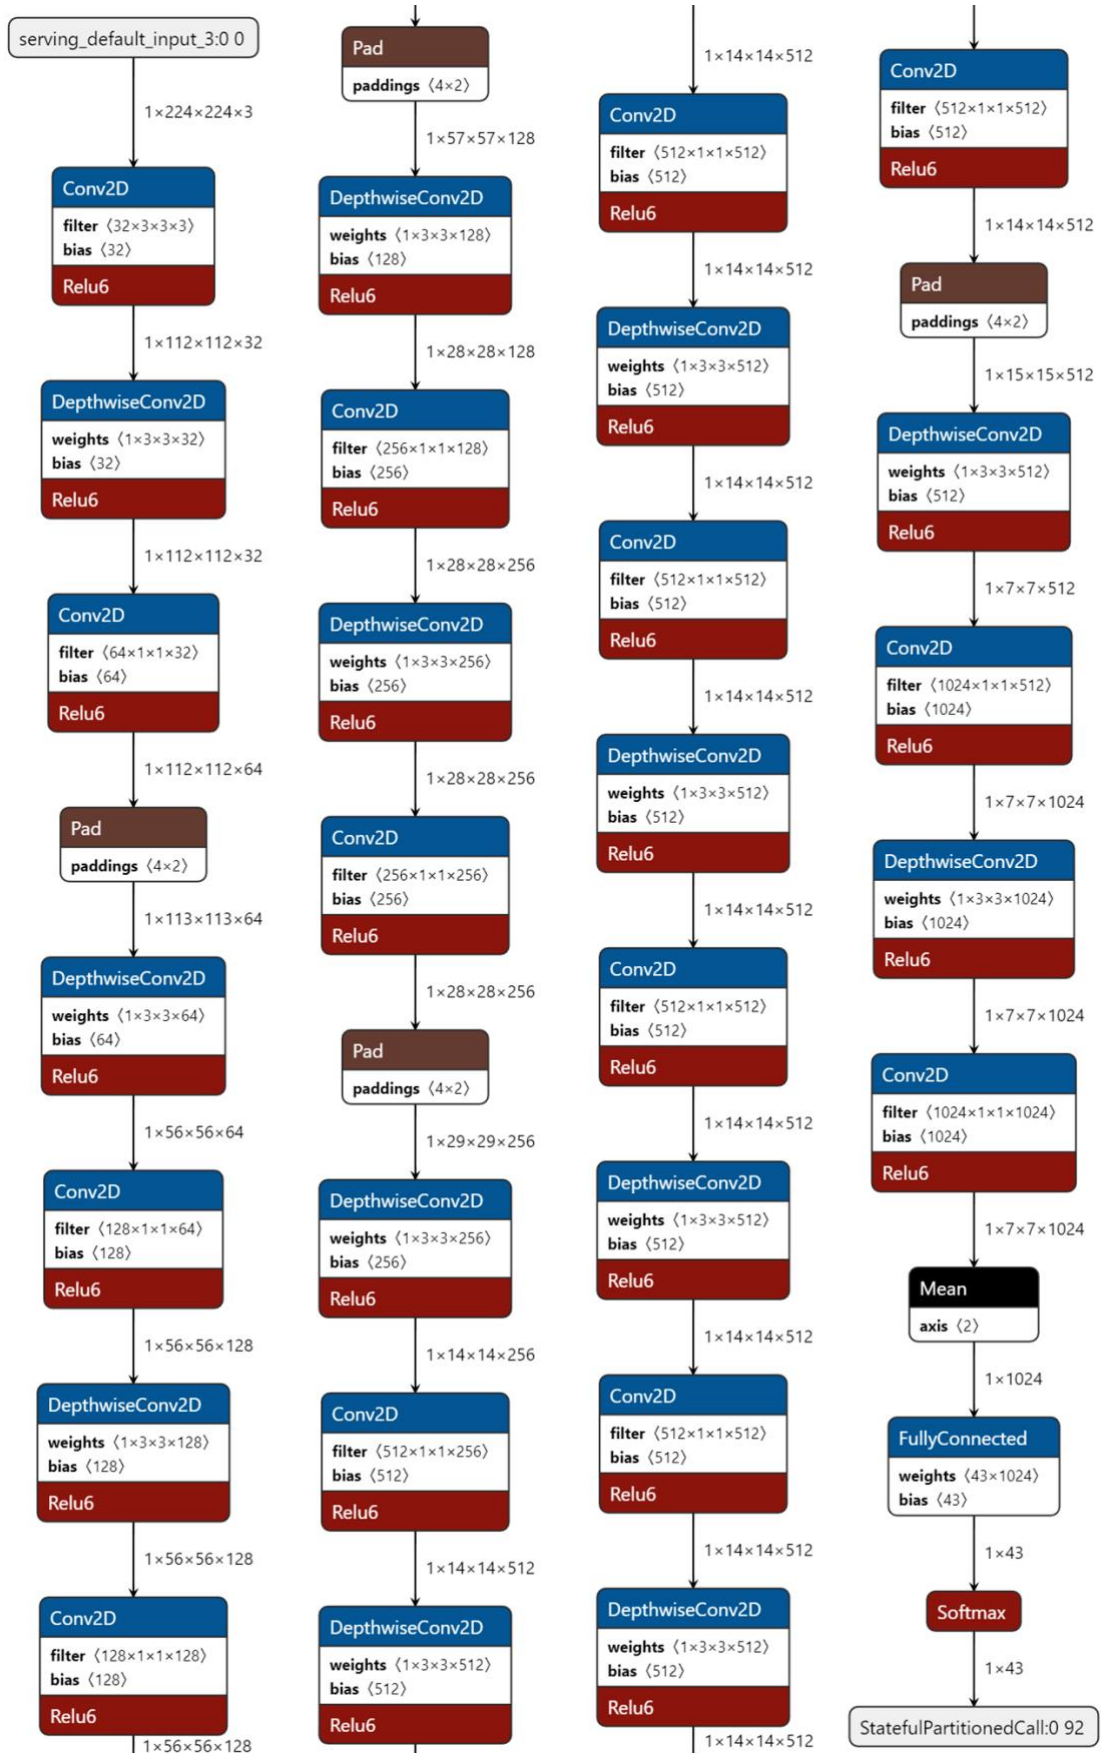 serving_default_input_3:0 0
1×224×224×3
Conv2D
filter ⟨32×3×3×3⟩
bias ⟨32⟩
Relu6
1×112×112×32
DepthwiseConv2D
weights ⟨1×3×3×32⟩
bias ⟨32⟩
Relu6
1×112×112×32
Conv2D
filter ⟨64×1×1×32⟩
bias ⟨64⟩
Relu6
1×112×112×64
Pad
paddings ⟨4×2⟩
1×113×113×64
DepthwiseConv2D
weights ⟨1×3×3×64⟩
bias ⟨64⟩
Relu6
1×56×56×64
Conv2D
filter ⟨128×1×1×64⟩
bias ⟨128⟩
Relu6
1×56×56×128
DepthwiseConv2D
weights ⟨1×3×3×128⟩
bias ⟨128⟩
Relu6
1×56×56×128
Conv2D
filter ⟨128×1×1×128⟩
bias ⟨128⟩
Relu6
1×56×56×128
Pad
paddings ⟨4×2⟩
1×57×57×128
DepthwiseConv2D
weights ⟨1×3×3×128⟩
bias ⟨128⟩
Relu6
1×28×28×128
Conv2D
filter ⟨256×1×1×128⟩
bias ⟨256⟩
Relu6
1×28×28×256
DepthwiseConv2D
weights ⟨1×3×3×256⟩
bias ⟨256⟩
Relu6
1×28×28×256
Conv2D
filter ⟨256×1×1×256⟩
bias ⟨256⟩
Relu6
1×28×28×256
Pad
paddings ⟨4×2⟩
1×29×29×256
DepthwiseConv2D
weights ⟨1×3×3×256⟩
bias ⟨256⟩
Relu6
1×14×14×256
Conv2D
filter ⟨512×1×1×256⟩
bias ⟨512⟩
Relu6
1×14×14×512
DepthwiseConv2D
weights ⟨1×3×3×512⟩
bias ⟨512⟩
Relu6
1×14×14×512
Conv2D
filter ⟨512×1×1×512⟩
bias ⟨512⟩
Relu6
1×14×14×512
DepthwiseConv2D
weights ⟨1×3×3×512⟩
bias ⟨512⟩
Relu6
1×14×14×512
Conv2D
filter ⟨512×1×1×512⟩
bias ⟨512⟩
Relu6
1×14×14×512
DepthwiseConv2D
weights ⟨1×3×3×512⟩
bias ⟨512⟩
Relu6
1×14×14×512
Conv2D
filter ⟨512×1×1×512⟩
bias ⟨512⟩
Relu6
1×14×14×512
DepthwiseConv2D
weights ⟨1×3×3×512⟩
bias ⟨512⟩
Relu6
1×14×14×512
Conv2D
filter ⟨512×1×1×512⟩
bias ⟨512⟩
Relu6
1×14×14×512
DepthwiseConv2D
weights ⟨1×3×3×512⟩
bias ⟨512⟩
Relu6
1×14×14×512
Conv2D
filter ⟨512×1×1×512⟩
bias ⟨512⟩
Relu6
1×14×14×512
Pad
paddings ⟨4×2⟩
1×15×15×512
DepthwiseConv2D
weights ⟨1×3×3×512⟩
bias ⟨512⟩
Relu6
1×7×7×512
Conv2D
filter ⟨1024×1×1×512⟩
bias ⟨1024⟩
Relu6
1×7×7×1024
DepthwiseConv2D
weights ⟨1×3×3×1024⟩
bias ⟨1024⟩
Relu6
1×7×7×1024
Conv2D
filter ⟨1024×1×1×1024⟩
bias ⟨1024⟩
Relu6
1×7×7×1024
Mean
axis ⟨2⟩
1×1024
FullyConnected
weights ⟨43×1024⟩
bias ⟨43⟩
1×43
Softmax
1×43
StatefulPartitionedCall:0 92